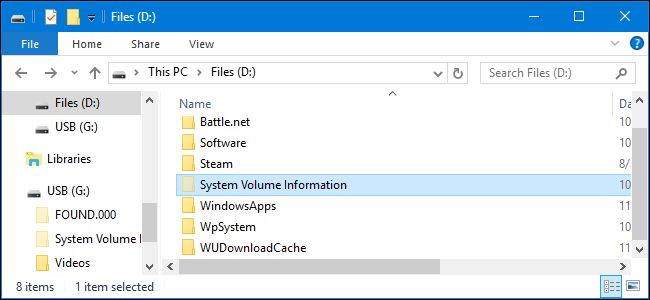 Files (D:)
File Home Share View
This PC Files (D:) Search Files (D:)
Files (D:)
USB (G:)
Libraries
USB (G:)
FOUND.000
System Volume I
Videos
Name Da
Battle.net 10
Software 10
Steam 8/
System Volume Information 10
WindowsApps 11
WpSystem 10
WUDownloadCache 11
8 items 1 item selected